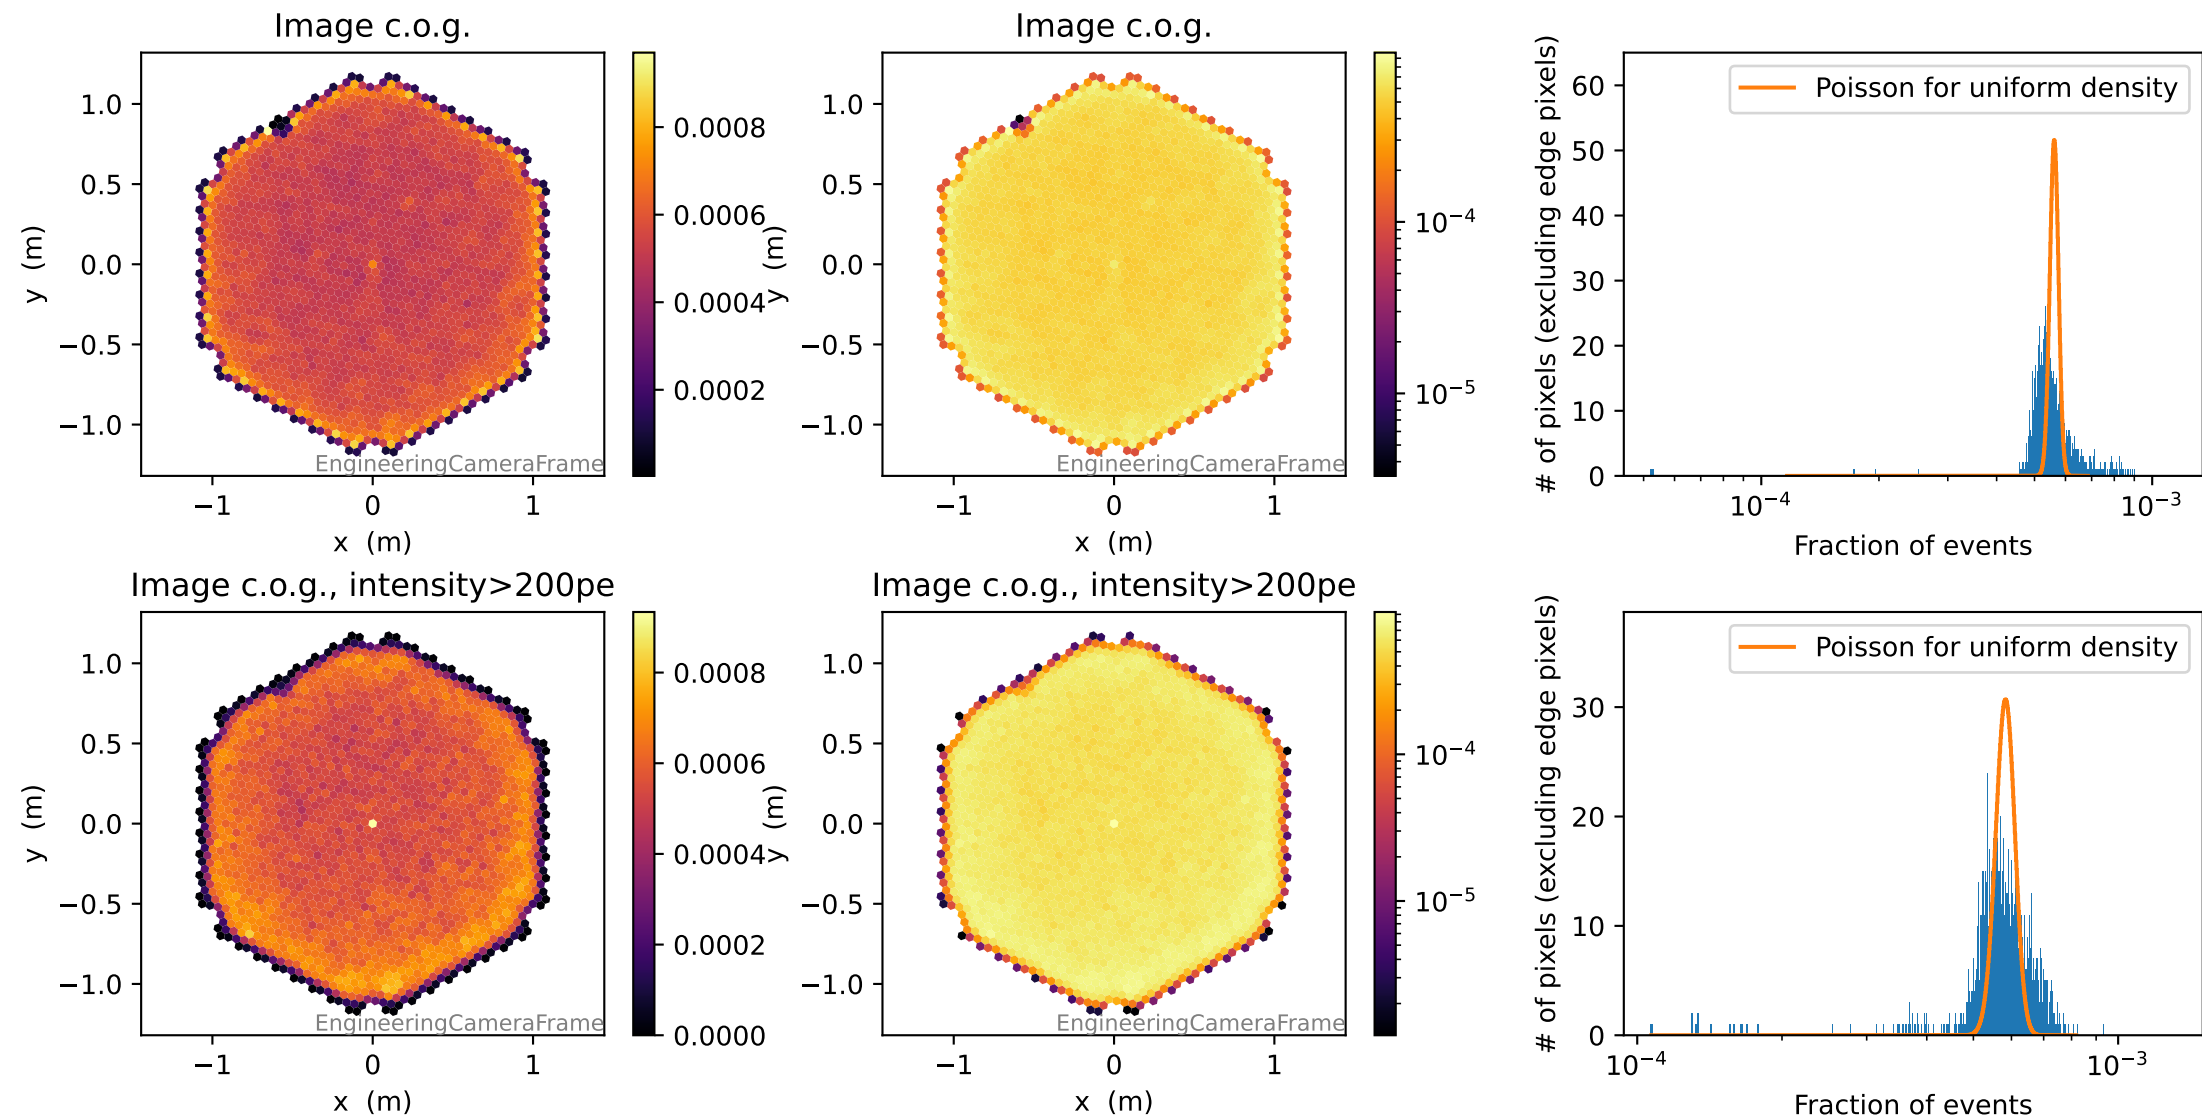 Image c.o.g.
1.0
0.5
0.0
−0.5
−1.0
y (m)
−1 0 1
x (m)
EngineeringCameraFrame
0.0008
0.0006
0.0004
0.0002
Image c.o.g.
1.0
0.5
0.0
−0.5
−1.0
y (m)
−1 0 1
x (m)
EngineeringCameraFrame
10−4
10−5
# of pixels (excluding edge pixels)
60
50
40
30
20
10
0
Poisson for uniform density
10−4 10−3
Fraction of events
Image c.o.g., intensity>200pe
1.0
0.5
0.0
−0.5
−1.0
y (m)
−1 0 1
x (m)
EngineeringCameraFrame
0.0008
0.0006
0.0004
0.0002
0.0000
Image c.o.g., intensity>200pe
1.0
0.5
0.0
−0.5
−1.0
y (m)
−1 0 1
x (m)
EngineeringCameraFrame
10−4
10−5
# of pixels (excluding edge pixels)
30
20
10
0
Poisson for uniform density
10−4 10−3
Fraction of events